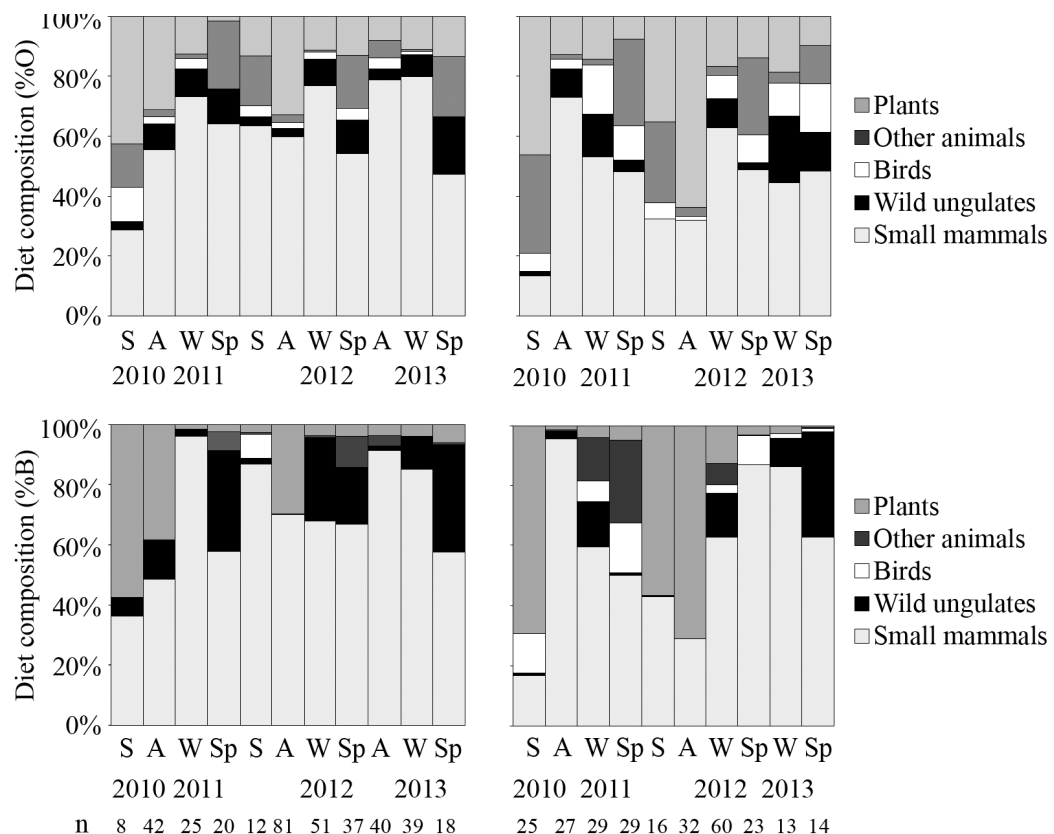 Diet composition (%O)
100%
80%
60%
40%
20%
0%
S A W Sp S A W Sp A W Sp
2010 2011 2012 2013
S A W Sp S A W Sp W Sp
2010 2011 2012 2013
Plants
Other animals
Birds
Wild ungulates
Small mammals
Diet composition (%B)
100%
80%
60%
40%
20%
0%
S A W Sp S A W Sp A W Sp
2010 2011 2012 2013
n 8 42 25 20 12 81 51 37 40 39 18
S A W Sp S A W Sp W Sp
2010 2011 2012 2013
25 27 29 29 16 32 60 23 13 14
Plants
Other animals
Birds
Wild ungulates
Small mammals